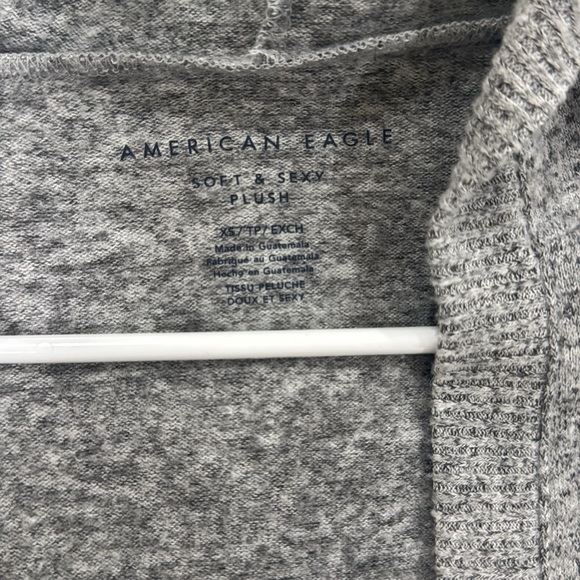 AMERICAN EAGLE
SOFT & SEXY
PLUSH
XS/TP/EXCH
Made in Guatemala
Fabriqué au Guatemala
Hecho en Guatemala
TISSU PELUCHE
DOUX ET SEXY